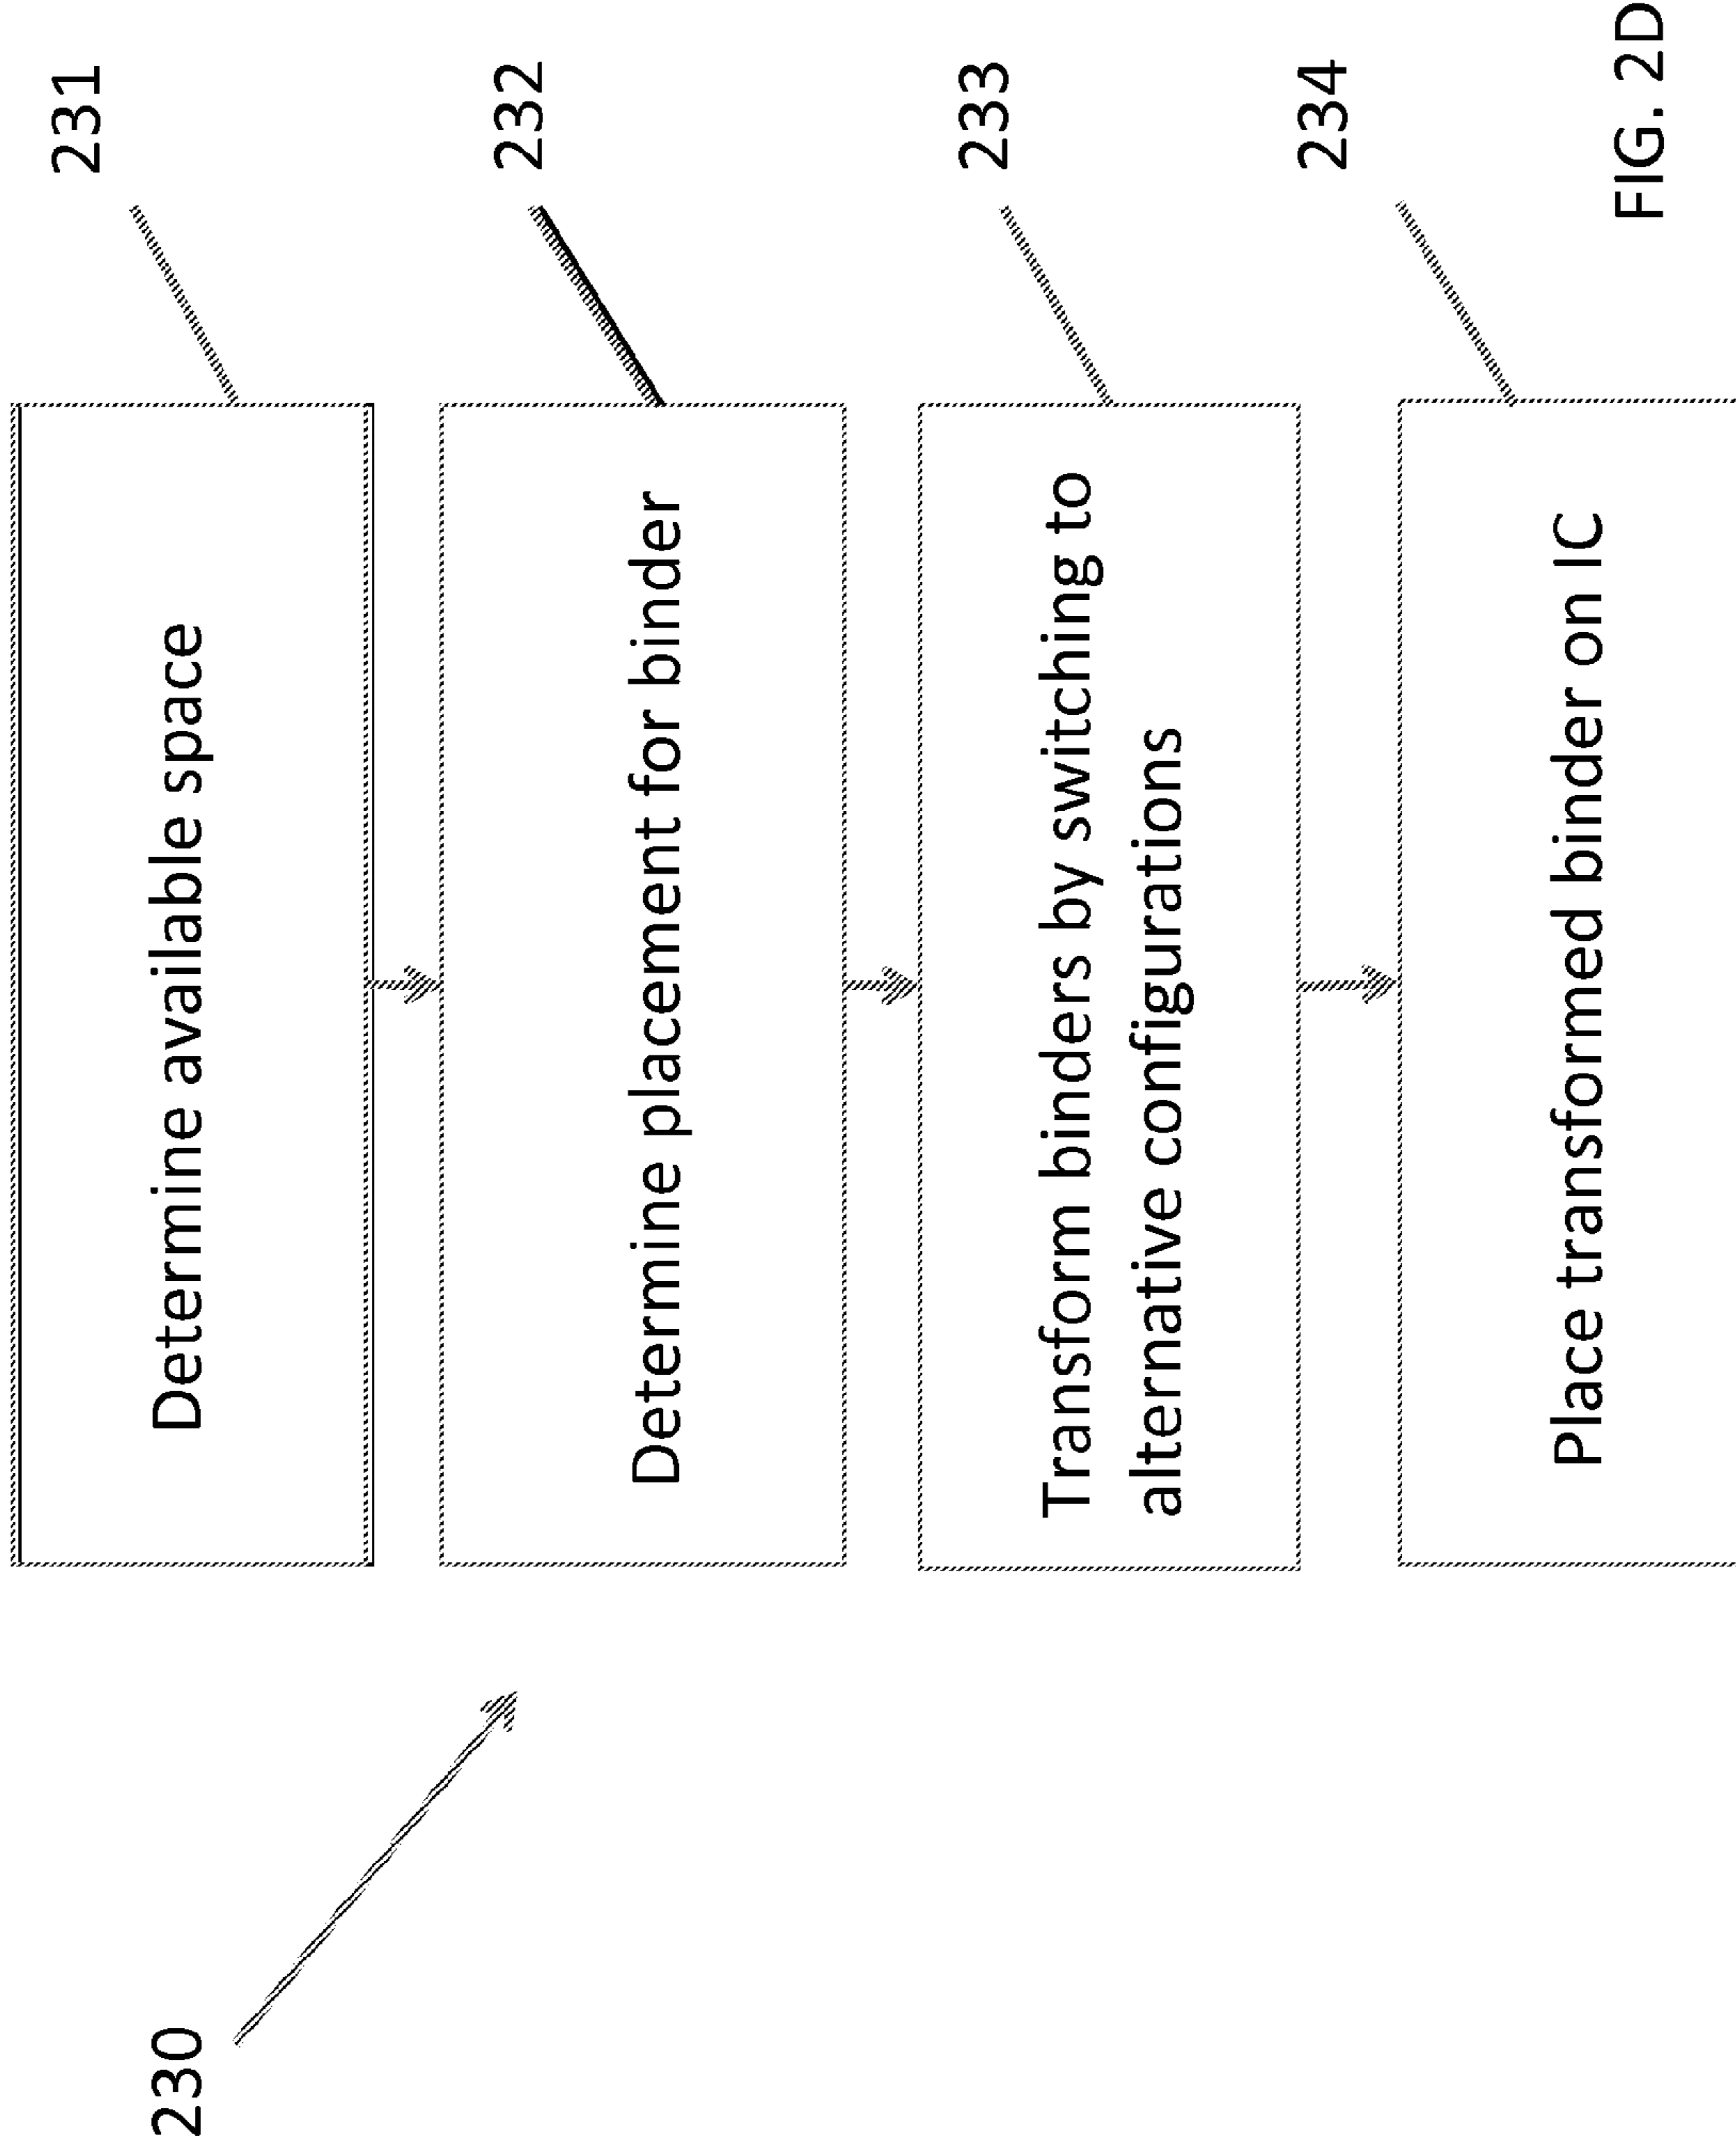 230
Determine available space
231
Determine placement for binder
232
Transform binders by switching to
alternative configurations
233
Place transformed binder on IC
234
FIG. 2D